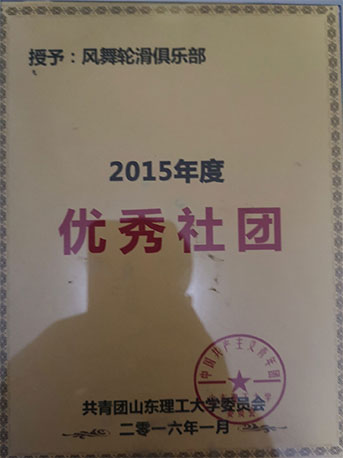 授予：风舞轮滑俱乐部
2015年度
优秀社团
中国共产主义青年团
共青团山东理工大学委员会
二零一六年一月